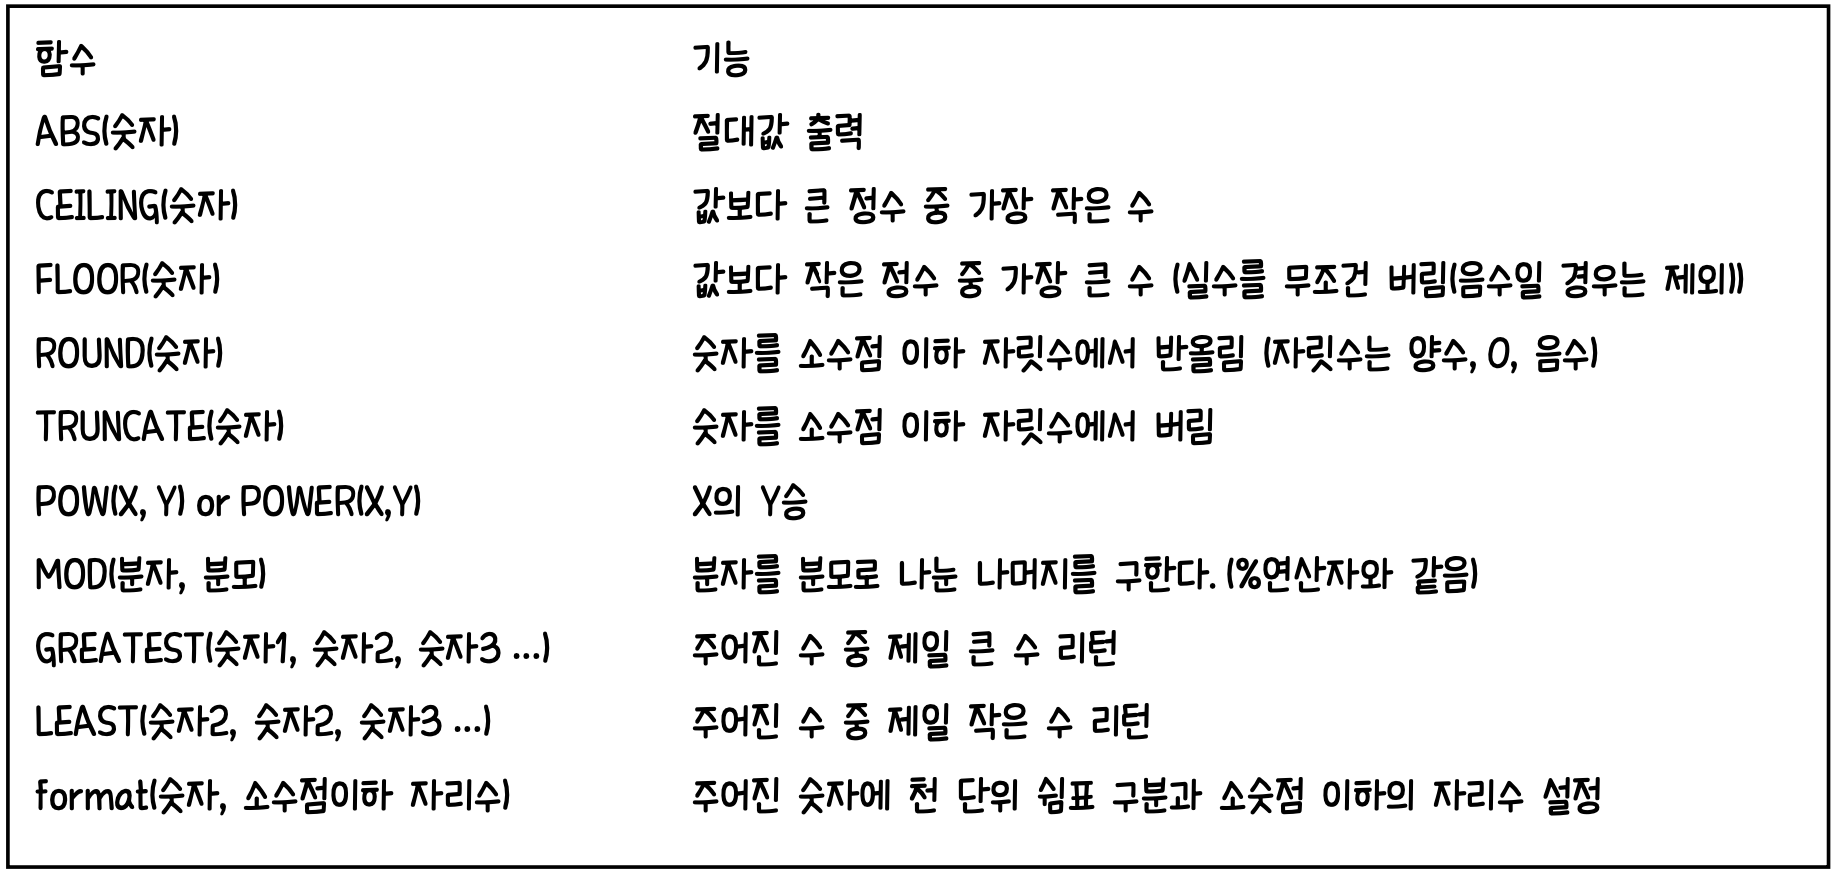 함수 기능
ABS(숫자) 절대값 출력
CEILING(숫자) 값보다 큰 정수 중 가장 작은 수
FLOOR(숫자) 값보다 작은 정수 중 가장 큰 수 (실수를 무조건 버림(음수일 경우는 제외))
ROUND(숫자) 숫자를 소수점 이하 자릿수에서 반올림 (자릿수는 양수, 0, 음수)
TRUNCATE(숫자) 숫자를 소수점 이하 자릿수에서 버림
POW(X, Y) or POWER(X,Y) X의 Y승
MOD(분자, 분모) 분자를 분모로 나눈 나머지를 구한다. (%연산자와 같음)
GREATEST(숫자1, 숫자2, 숫자3 ...) 주어진 수 중 제일 큰 수 리턴
LEAST(숫자2, 숫자2, 숫자3 ...) 주어진 수 중 제일 작은 수 리턴
format(숫자, 소수점이하 자리수) 주어진 숫자에 천 단위 쉼표 구분과 소숫점 이하의 자리수 설정